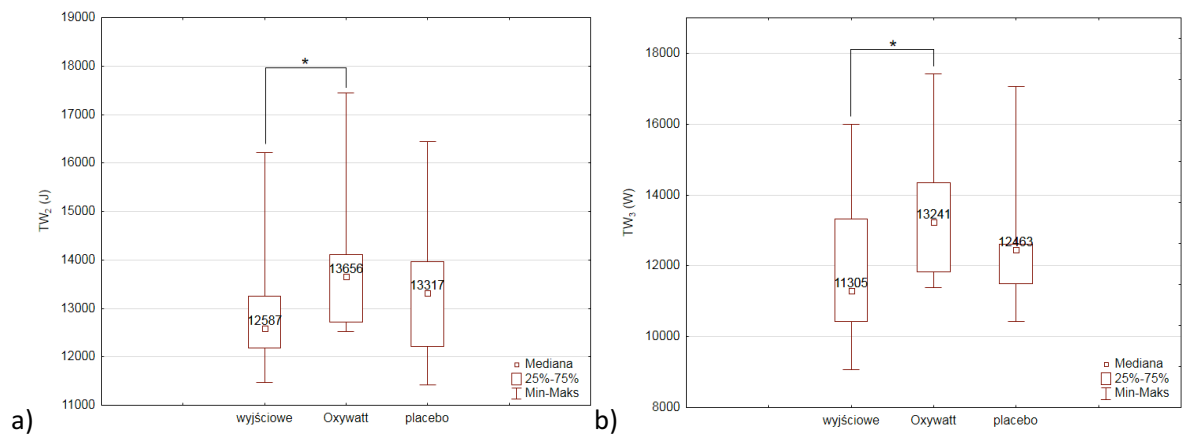 19000
18000
17000
16000
15000
14000
13000
12000
11000
TW2 (J)
*
12587
13656
13317
Mediana
25%-75%
Min-Maks
wyjściowe Oxywatt placebo
a)
18000
16000
14000
12000
10000
8000
TW3 (W)
*
11305
13241
12463
Mediana
25%-75%
Min-Maks
wyjściowe Oxywatt placebo
b)